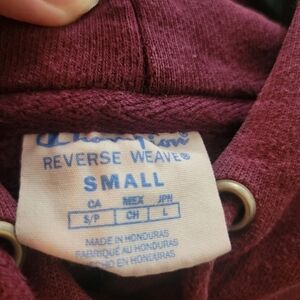 Champion
REVERSE WEAVE®
SMALL
CA MEX JPN
S/P CH L
MADE IN HONDURAS
FABRIQUÉ AU HONDURAS
HECHO EN HONDURAS